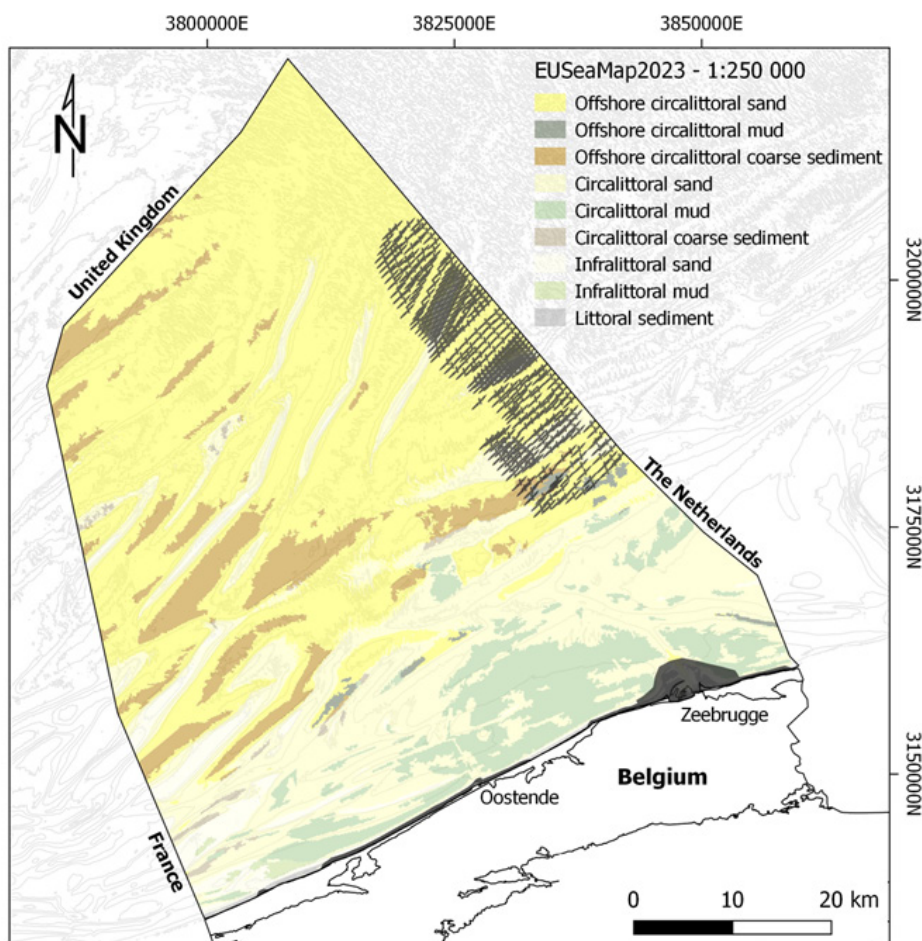 3800000E 3825000E 3850000E
EUSeaMap2023 - 1:250 000
Offshore circalittoral sand
Offshore circalittoral mud
Offshore circalittoral coarse sediment
Circalittoral sand
Circalittoral mud
Circalittoral coarse sediment
Infralittoral sand
Infralittoral mud
Littoral sediment
N
United Kingdom
3200000N
The Netherlands
3175000N
Zeebrugge
3150000N
Belgium
Oostende
France
0 10 20 km